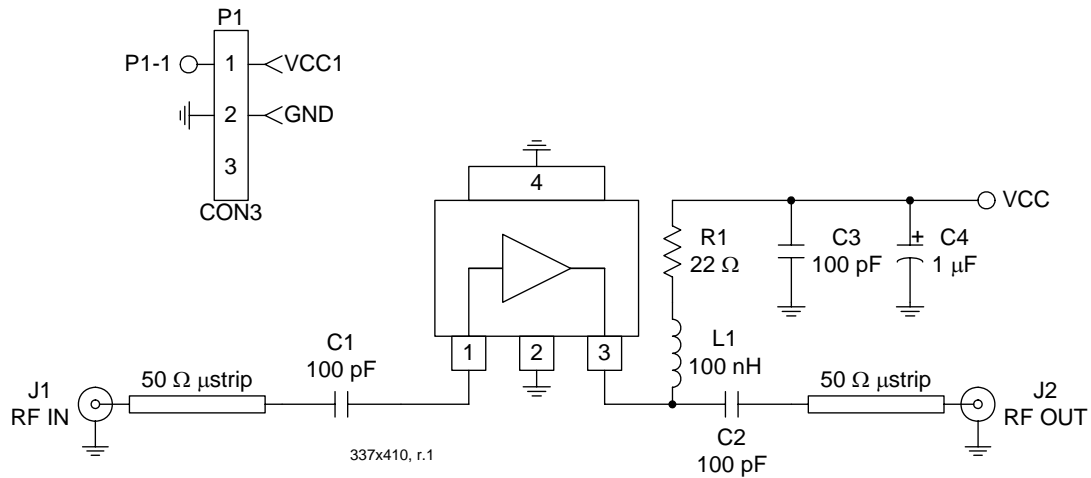 P1
P1-1
1
VCC1
2
GND
3
CON3
4
VCC
R1
22 Ω
C3
100 pF
+
C4
1 μF
1
2
3
C1
100 pF
L1
100 nH
50 Ω μstrip
50 Ω μstrip
J1
RF IN
J2
RF OUT
C2
100 pF
337x410, r.1